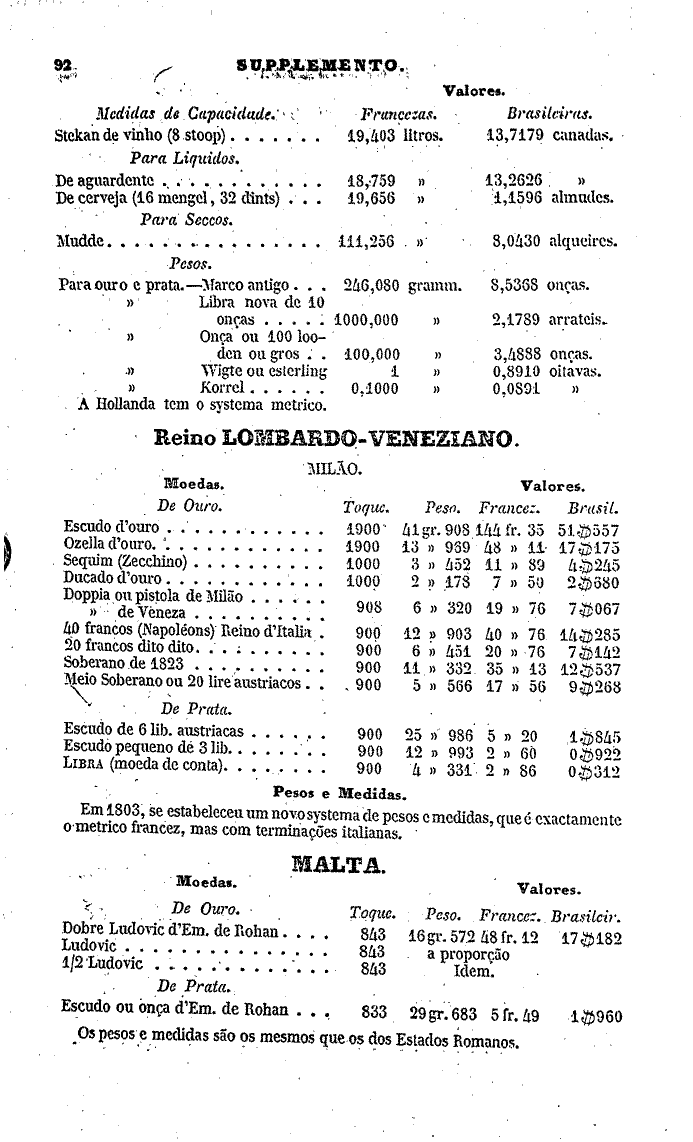 92 SUPPLEMENTO.
Valores.
Medidas de Capacidade. Francezas. Brasileiras.
Stekan de vinho (8 stoop) . . . . . . . 19,403 litros. 13,7179 canadas.
Para Liquidos.
De aguardente . . . . . . . . . . . . 18,759 » 13,2626 »
De cerveja (16 mengel, 32 dints) . . . 19,656 » 1,1596 almudes.
Para Seccos.
Mudde . . . . . . . . . . . . . . . . 111,256 » 8,0430 alqueires.
Pesos.
Para ouro e prata.—Marco antigo . . . 246,080 gramm. 8,5368 onças.
» Libra nova de 10
onças . . . . . 1000,000 » 2,1789 arrateis.
» Onça ou 100 loo-
den ou gros . . 100,000 » 3,4888 onças.
» Wigte ou esterling 1 » 0,8910 oitavas.
» Korrel . . . . . . 0,1000 » 0,0891 »
A Hollanda tem o systema metrico.
Reino LOMBARDO-VENEZIANO.
MILÃO.
Moedas. Valores.
De Ouro. Toque. Peso. Francez. Brasil.
Escudo d'ouro . . . . . . . . . . . . 1900 41 gr. 908 144 fr. 35 51$557
Ozella d'ouro. . . . . . . . . . . . . 1900 13 » 969 48 » 11 17$175
Sequim (Zecchino) . . . . . . . . . . 1000 3 » 452 11 » 89 4$245
Ducado d'ouro . . . . . . . . . . . . 1000 2 » 178 7 » 50 2$680
Doppia ou pistola de Milão . . . . . .
» de Veneza . . . . . . . . . . 908 6 » 320 19 » 76 7$067
40 francos (Napoléons) Reino d'Italia . 900 12 » 903 40 » 76 14$285
20 francos dito dito. . . . . . . . . . 900 6 » 451 20 » 76 7$142
Soberano de 1823 . . . . . . . . . . 900 11 » 332 35 » 13 12$537
Meio Soberano ou 20 lire austriacos . . 900 5 » 566 17 » 56 9$268
De Prata.
Escudo de 6 lib. austriacas . . . . . . 900 25 » 986 5 » 20 1$845
Escudo pequeno de 3 lib. . . . . . . . 900 12 » 993 2 » 60 0$922
LIBRA (moeda de conta). . . . . . . . 900 4 » 331 2 » 86 0$312
Pesos e Medidas.
Em 1803, se estabeleceu um novo systema de pesos e medidas, que é exactamente
o metrico francez, mas com terminações italianas.
MALTA.
Moedas. Valores.
De Ouro. Toque. Peso. Francez. Brasileir.
Dobre Ludovic d'Em. de Rohan . . . . 843 16 gr. 572 48 fr. 12 17$182
Ludovic . . . . . . . . . . . . . . . 843 a proporção
1/2 Ludovic . . . . . . . . . . . . . 843 Idem.
De Prata.
Escudo ou onça d'Em. de Rohan . . . 833 29 gr. 683 5 fr. 49 1$960
Os pesos e medidas são os mesmos que os dos Estados Romanos.